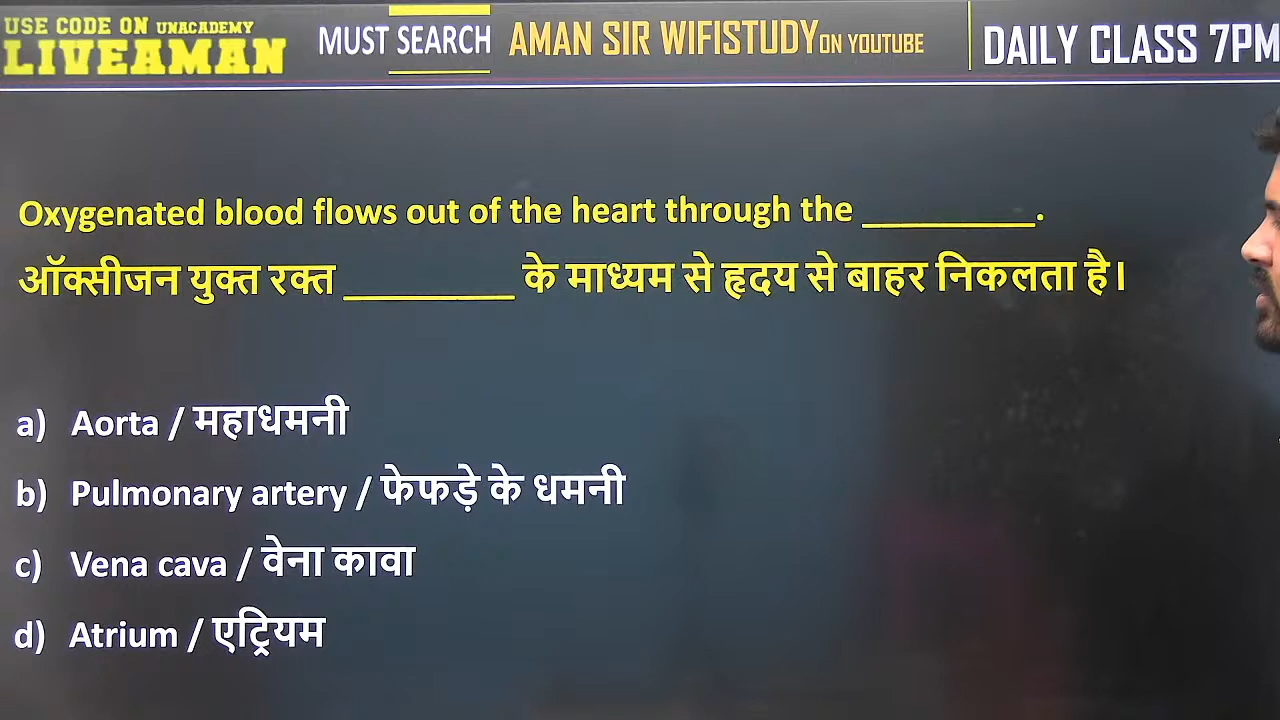 USE CODE ON UNACADEMY
LIVEAMAN
MUST SEARCH AMAN SIR WIFISTUDY ON YOUTUBE
DAILY CLASS 7PM
Oxygenated blood flows out of the heart through the _________.
ऑक्सीजन युक्त रक्त _________ के माध्यम से हृदय से बाहर निकलता है।
a) Aorta / महाधमनी
b) Pulmonary artery / फेफड़े के धमनी
c) Vena cava / वेना कावा
d) Atrium / एट्रियम